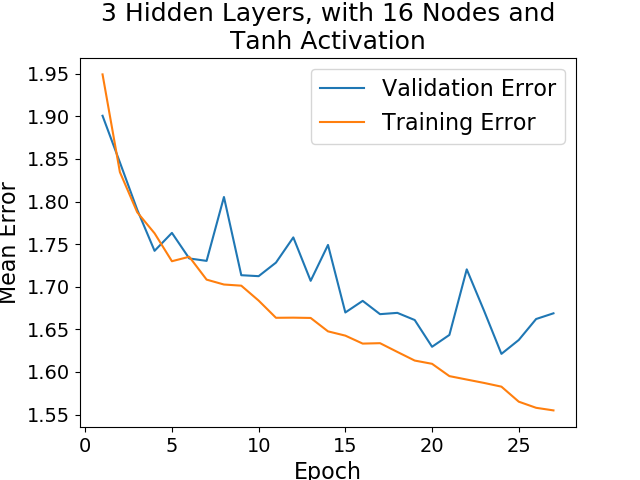 3 Hidden Layers, with 16 Nodes and
Tanh Activation
Validation Error
Training Error
Mean Error
1.95
1.90
1.85
1.80
1.75
1.70
1.65
1.60
1.55
0 5 10 15 20 25
Epoch